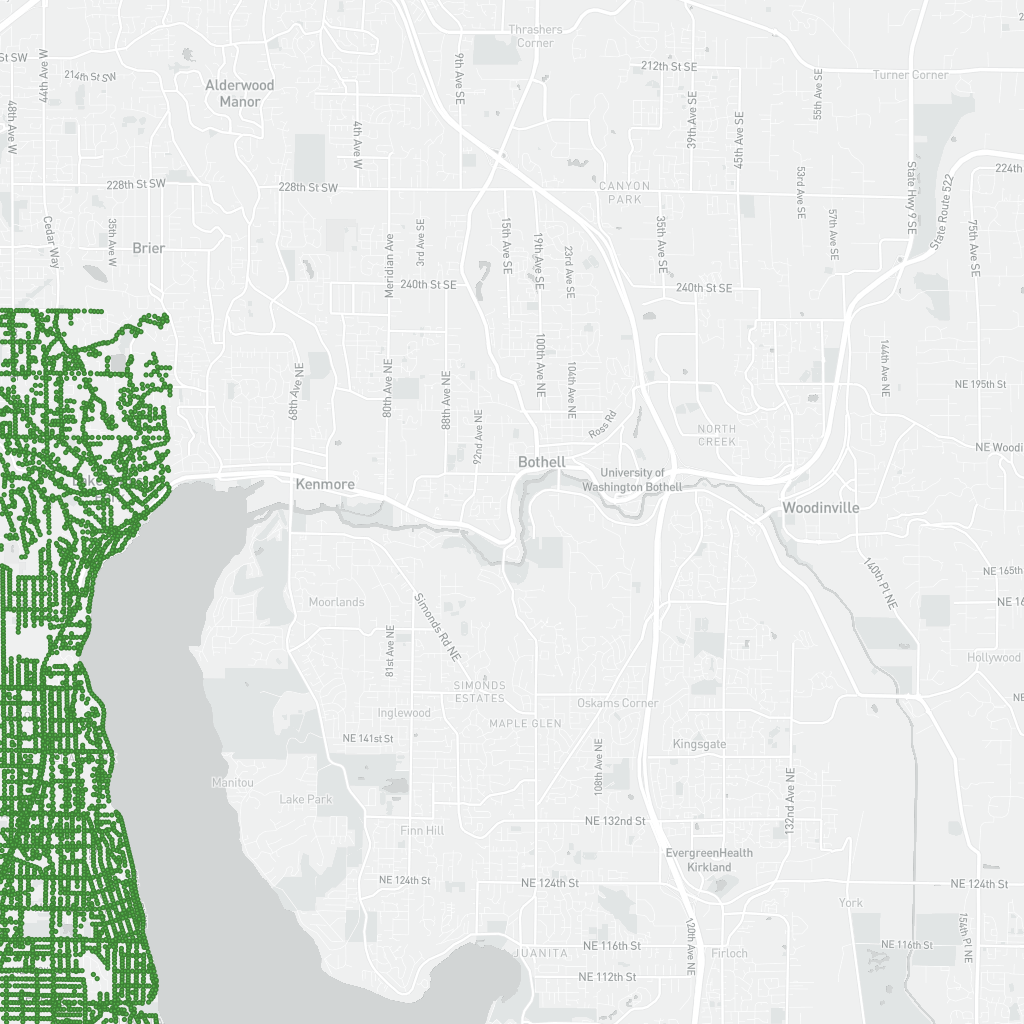 Thrashers
Corner
St SW
44th Ave W
214th St SW
9th Ave SE
212th St SE
55th Ave SE
Turner Corner
Alderwood
Manor
48th Ave W
4th Ave W
39th Ave SE
45th Ave SE
State Hwy 9 SE
224th
228th St SW
228th St SW
CANYON
PARK
53rd Ave SE
State Route 522
Cedar Way
35th Ave W
Brier
Meridian Ave
3rd Ave SE
15th Ave SE
19th Ave SE
23rd Ave SE
35th Ave SE
57th Ave SE
75th Ave SE
240th St SE
240th St SE
68th Ave NE
80th Ave NE
88th Ave NE
100th Ave NE
104th Ave NE
144th Ave NE
NE 195th St
92nd Ave NE
Ross Rd
NORTH
CREEK
NE Woodi
Bothell
University of
Washington Bothell
Kenmore
Woodinville
140th Pl NE
NE 165th
Moorlands
Simonds Rd NE
81st Ave NE
Hollywood
SIMONDS
ESTATES
Oskams Corner
Inglewood
MAPLE GLEN
NE 141st St
Kingsgate
108th Ave NE
132nd Ave NE
Manitou
Lake Park
Finn Hill
NE 132nd St
EvergreenHealth
Kirkland
NE 124th St
NE 124th St
NE 124th St
York
120th Ave NE
154th Pl NE
JUANITA
NE 116th St
NE 116th St
Firloch
NE 112th St